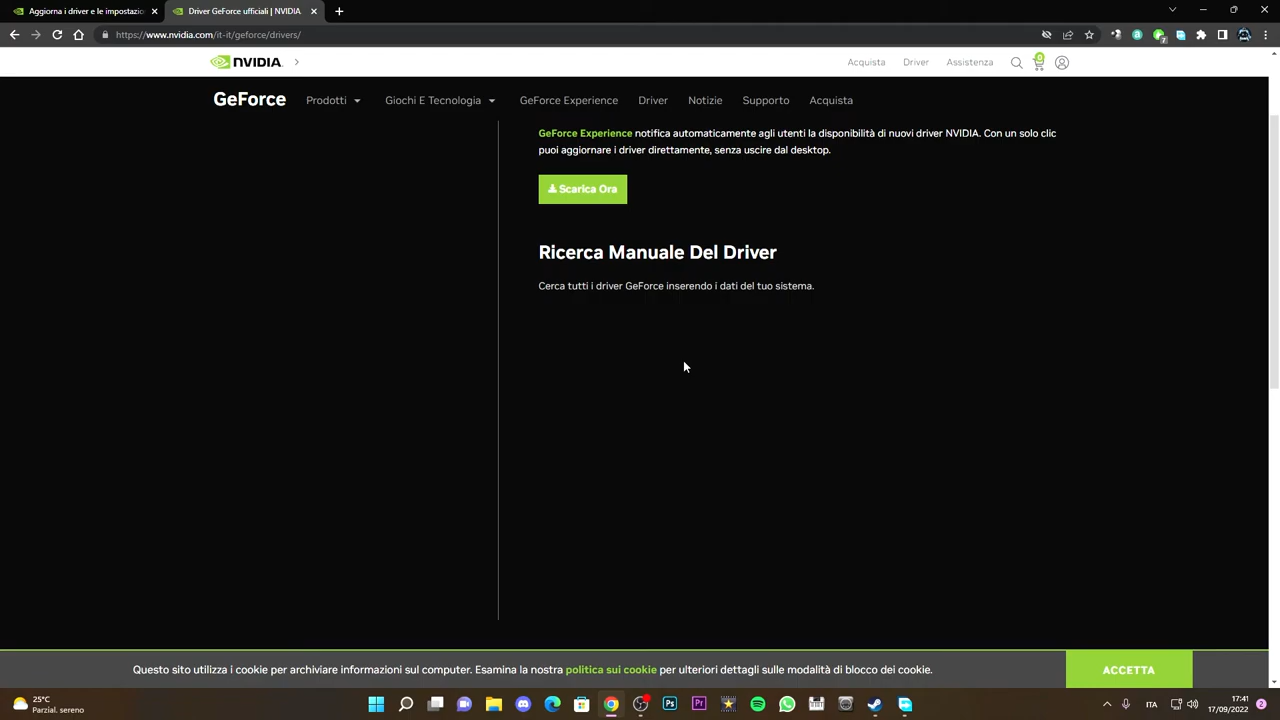 Aggiorna i driver e le impostazio
Driver GeForce ufficiali | NVIDIA
https://www.nvidia.com/it-it/geforce/drivers/
NVIDIA.
Acquista
Driver
Assistenza
0
GeForce
Prodotti
Giochi E Tecnologia
GeForce Experience
Driver
Notizie
Supporto
Acquista
GeForce Experience notifica automaticamente agli utenti la disponibilità di nuovi driver NVIDIA. Con un solo clic
puoi aggiornare i driver direttamente, senza uscire dal desktop.
Scarica Ora
Ricerca Manuale Del Driver
Cerca tutti i driver GeForce inserendo i dati del tuo sistema.
Questo sito utilizza i cookie per archiviare informazioni sul computer. Esamina la nostra politica sui cookie per ulteriori dettagli sulle modalità di blocco dei cookie.
ACCETTA
25°C
Parzial. sereno
Ps
Pr
ITA
17:41
17/09/2022
2